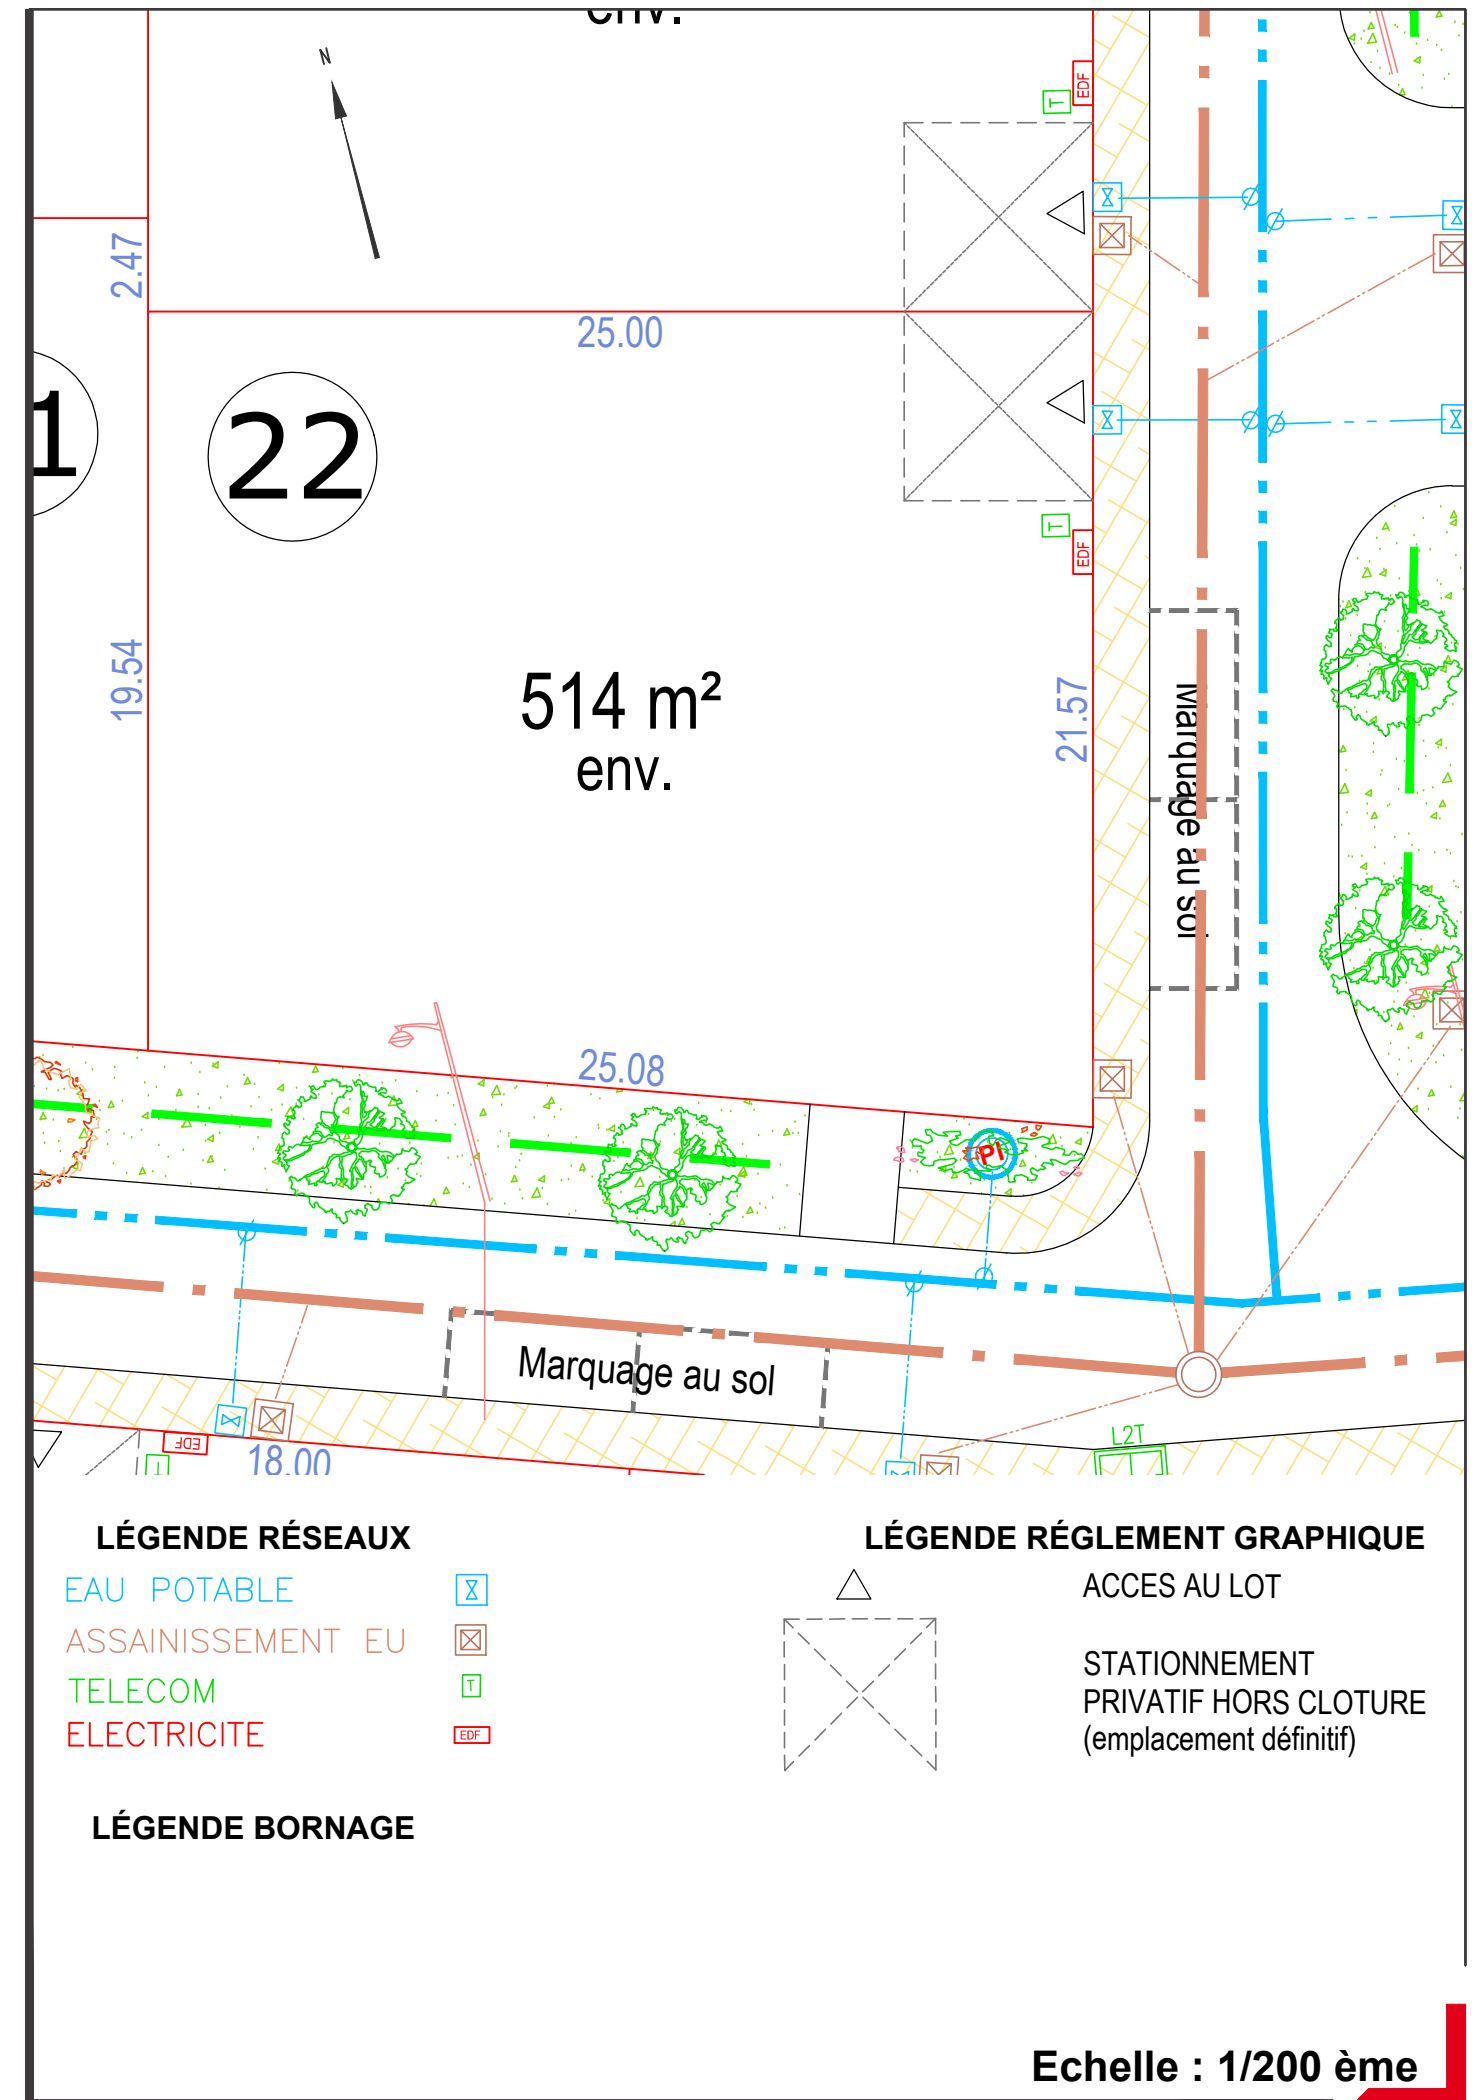 env.
N
T
EDF
2.47
25.00
1
22
T
EDF
19.54
514 m²
env.
21.57
Marquage au sol
25.08
PI
Marquage au sol
L2T
EDF
T
18.00
LÉGENDE RÉSEAUX
EAU POTABLE
ASSAINISSEMENT EU
TELECOM T
ELECTRICITE EDF
LÉGENDE BORNAGE
LÉGENDE RÉGLEMENT GRAPHIQUE
ACCES AU LOT
STATIONNEMENT
PRIVATIF HORS CLOTURE
(emplacement définitif)
Echelle : 1/200 ème